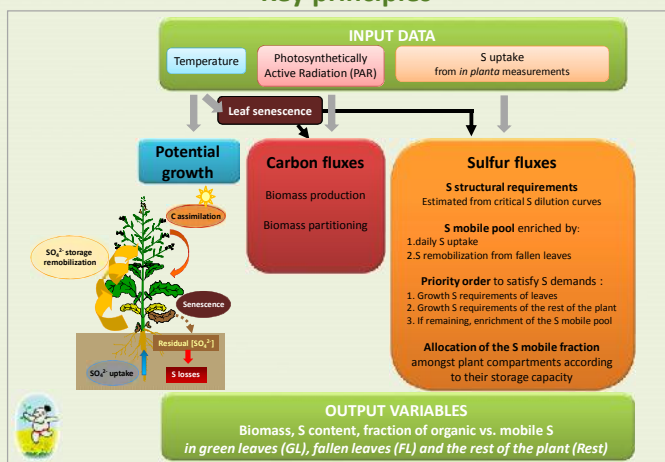 Key principles
INPUT DATA
Temperature
Photosynthetically
Active Radiation (PAR)
S uptake
from in planta measurements
Leaf senescence
Potential
growth
Carbon fluxes
Biomass production
Biomass partitioning
Sulfur fluxes
S structural requirements
Estimated from critical S dilution curves
S mobile pool enriched by:
1.daily S uptake
2.S remobilization from fallen leaves
Priority order to satisfy S demands :
1. Growth S requirements of leaves
2. Growth S requirements of the rest of the plant
3. If remaining, enrichment of the S mobile pool
Allocation of the S mobile fraction
amongst plant compartments according
to their storage capacity
C assimilation
SO₄²⁻ storage
remobilization
Senescence
Residual [SO₄²⁻]
SO₄²⁻ uptake
S losses
OUTPUT VARIABLES
Biomass, S content, fraction of organic vs. mobile S
in green leaves (GL), fallen leaves (FL) and the rest of the plant (Rest)